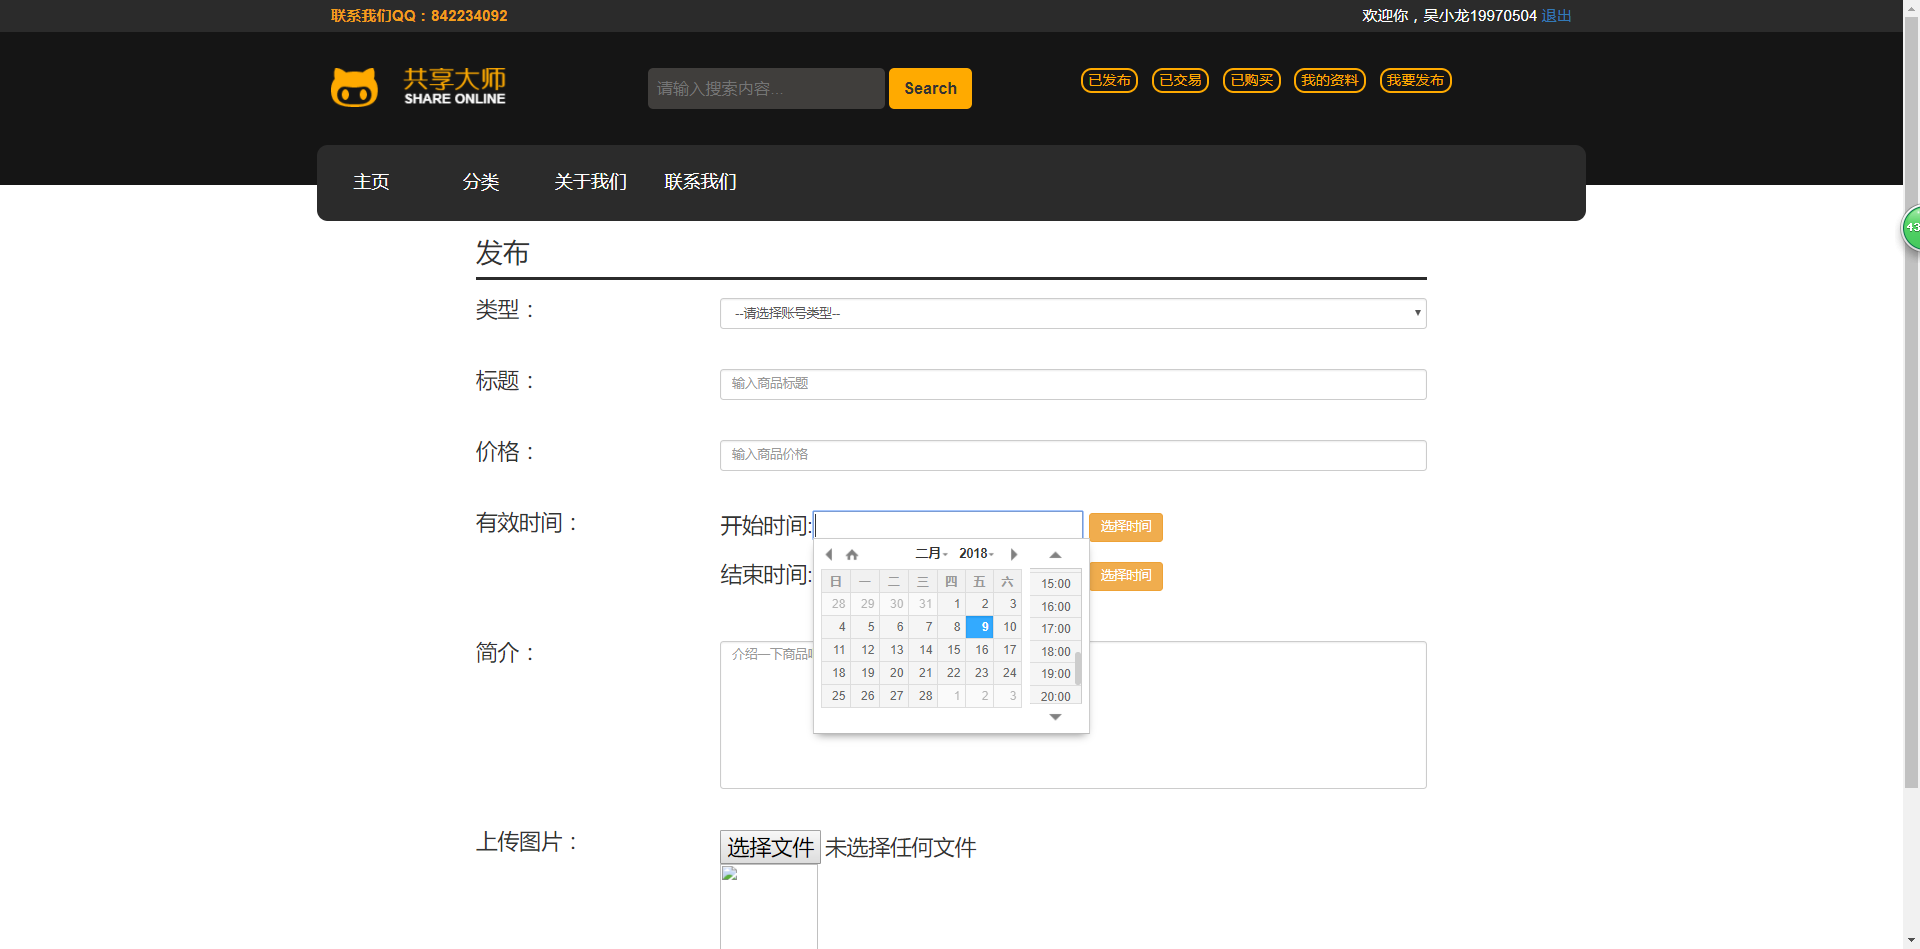 联系我们QQ：842234092
欢迎你，吴小龙19970504 退出
共享大师
SHARE ONLINE
请输入搜索内容...
Search
已发布
已交易
已购买
我的资料
我要发布
主页
分类
关于我们
联系我们
发布
类型：
--请选择账号类型--
标题：
输入商品标题
价格：
输入商品价格
有效时间：
开始时间:
选择时间
结束时间:
选择时间
二月 2018
日 一 二 三 四 五 六
28 29 30 31 1 2 3
4 5 6 7 8 9 10
11 12 13 14 15 16 17
18 19 20 21 22 23 24
25 26 27 28 1 2 3
15:00
16:00
17:00
18:00
19:00
20:00
简介：
介绍一下商品
上传图片：
选择文件 未选择任何文件
43